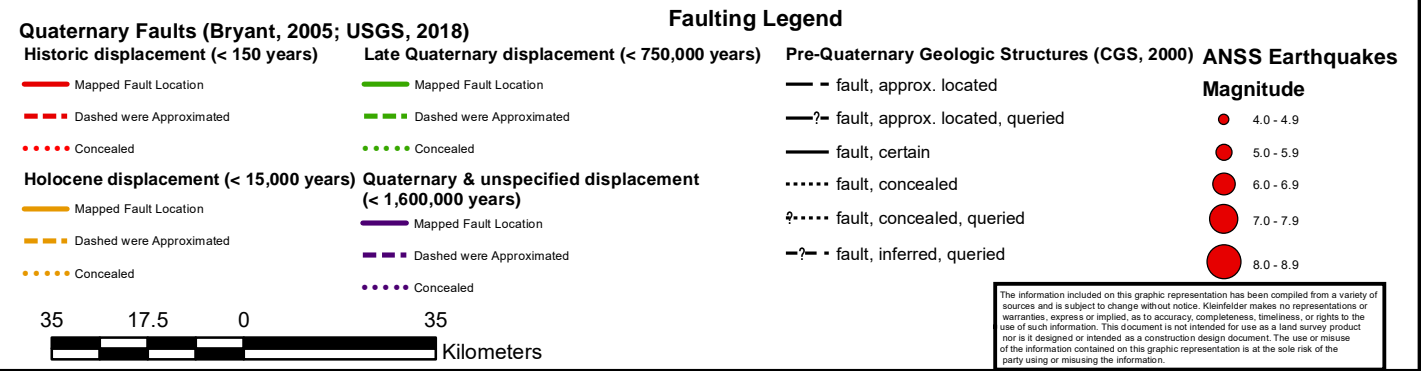 Faulting Legend
Quaternary Faults (Bryant, 2005; USGS, 2018)
Historic displacement (< 150 years)
Mapped Fault Location
Dashed were Approximated
Concealed
Holocene displacement (< 15,000 years)
Mapped Fault Location
Dashed were Approximated
Concealed
Late Quaternary displacement (< 750,000 years)
Mapped Fault Location
Dashed were Approximated
Concealed
Quaternary & unspecified displacement
(< 1,600,000 years)
Mapped Fault Location
Dashed were Approximated
Concealed
Pre-Quaternary Geologic Structures (CGS, 2000)
fault, approx. located
? fault, approx. located, queried
fault, certain
fault, concealed
? fault, concealed, queried
? fault, inferred, queried
ANSS Earthquakes
Magnitude
4.0 - 4.9
5.0 - 5.9
6.0 - 6.9
7.0 - 7.9
8.0 - 8.9
35 17.5 0 35
Kilometers
The information included on this graphic representation has been compiled from a variety of
sources and is subject to change without notice. Kleinfelder makes no representations or
warranties, express or implied, as to accuracy, completeness, timeliness, or rights to the
use of such information. This document is not intended for use as a land survey product
nor is it designed or intended as a construction design document. The use or misuse
of the information contained on this graphic representation is at the sole risk of the
party using or misusing the information.